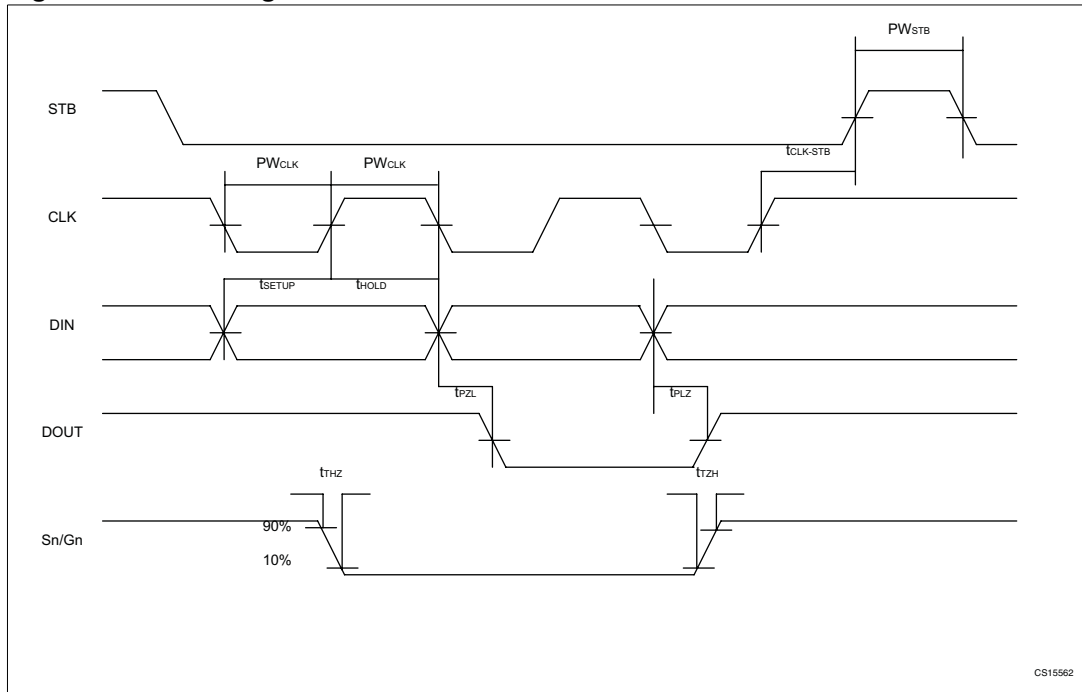 PWSTB
STB
tCLK-STB
PWCLK PWCLK
CLK
tSETUP tHOLD
DIN
tPZL tPLZ
DOUT
tTHZ tTZH
90%
Sn/Gn
10%
CS15562